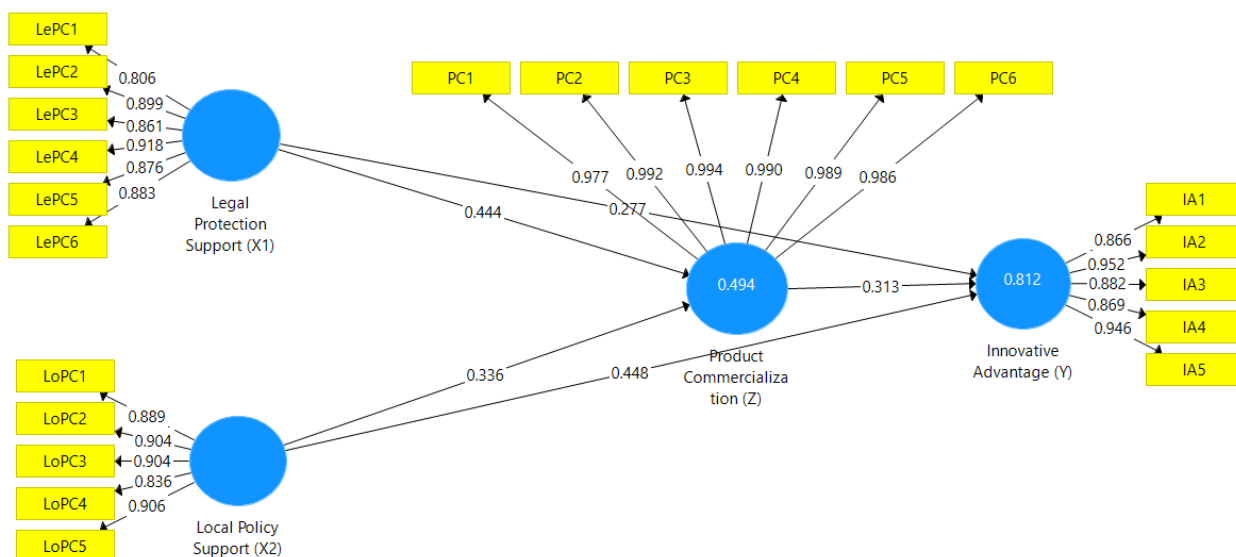 LePC1
LePC2
LePC3
LePC4
LePC5
LePC6
0.806
0.899
0.861
0.918
0.876
0.883
Legal
Protection
Support (X1)
PC1
PC2
PC3
PC4
PC5
PC6
0.977
0.992
0.994
0.990
0.989
0.986
0.444
0.277
0.494
Product
Commercializa
tion (Z)
0.313
0.336
0.448
0.812
Innovative
Advantage (Y)
IA1
IA2
IA3
IA4
IA5
0.866
0.952
0.882
0.869
0.946
LoPC1
LoPC2
LoPC3
LoPC4
LoPC5
0.889
0.904
0.904
0.836
0.906
Local Policy
Support (X2)